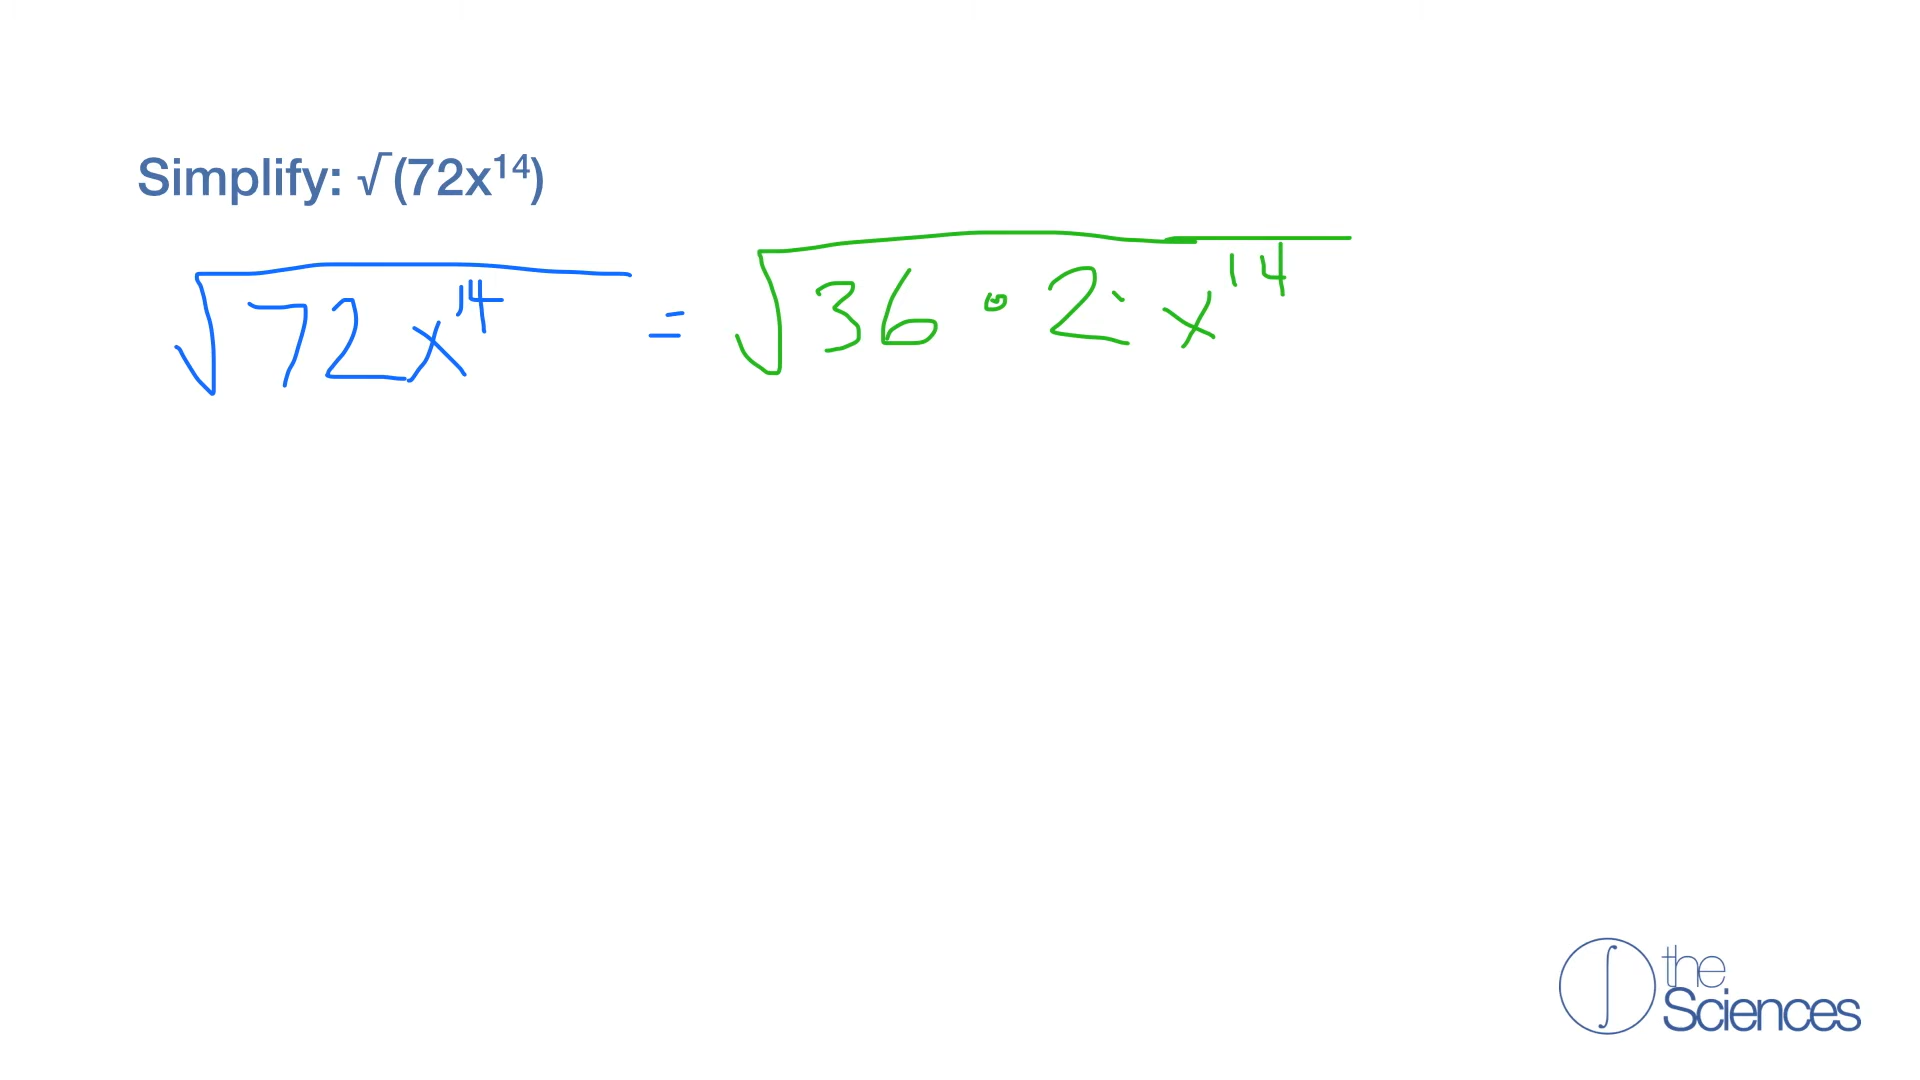 Simplify: √(72x¹⁴)
√72x¹⁴ = √36 · 2 · x¹⁴
the
Sciences